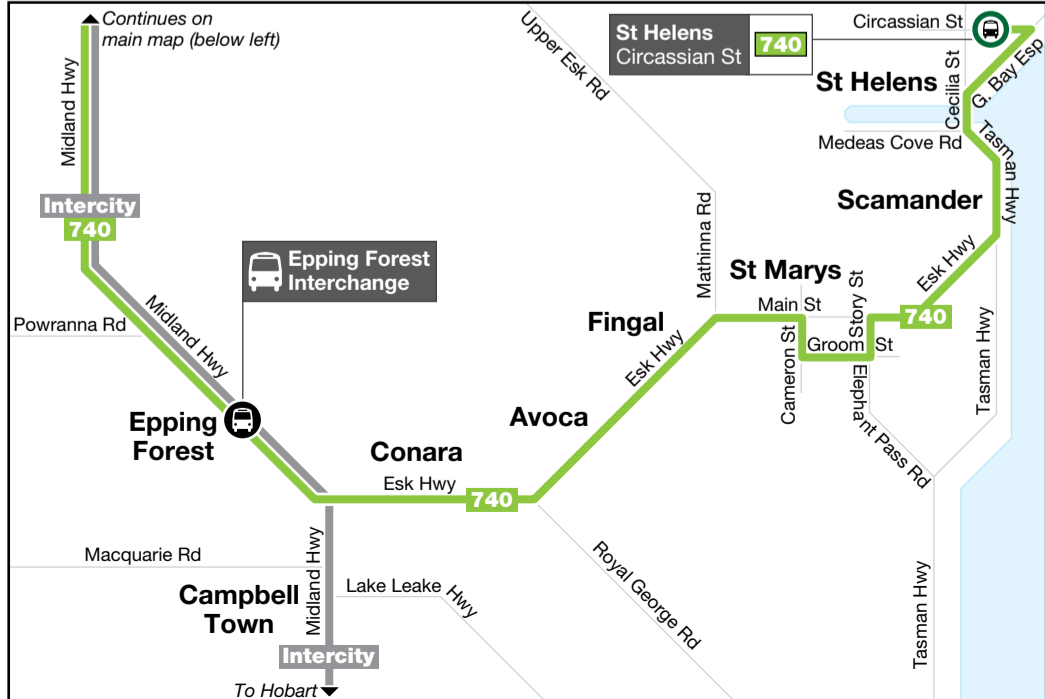 Continues on
main map (below left)
Midland Hwy
Upper Esk Rd
St Helens
Circassian St
740
Circassian St
Cecilia St
G. Bay Esp
St Helens
Medeas Cove Rd
Tasman Hwy
Scamander
Intercity
740
Epping Forest
Interchange
Mathinna Rd
St Marys
Story St
Esk Hwy
Powranna Rd
Midland Hwy
Main St
740
Fingal
Groom St
Esk Hwy
Cameron St
Elephant Pass Rd
Tasman Hwy
Epping
Forest
Avoca
Conara
Esk Hwy
740
Macquarie Rd
Midland Hwy
Royal George Rd
Tasman Hwy
Campbell
Town
Lake Leake Hwy
Intercity
To Hobart